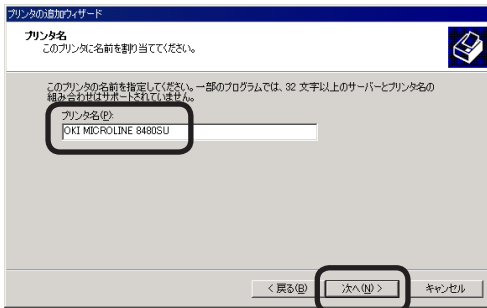 プリンタの追加ウィザード
プリンタ名
このプリンタに名前を割り当ててください。
このプリンタの名前を指定してください。一部のプログラムでは、32 文字以上のサーバーとプリンタ名の
組み合わせはサポートされていません。
プリンタ名(P):
OKI MICROLINE 8480SU
< 戻る(B)
次へ(N) >
キャンセル